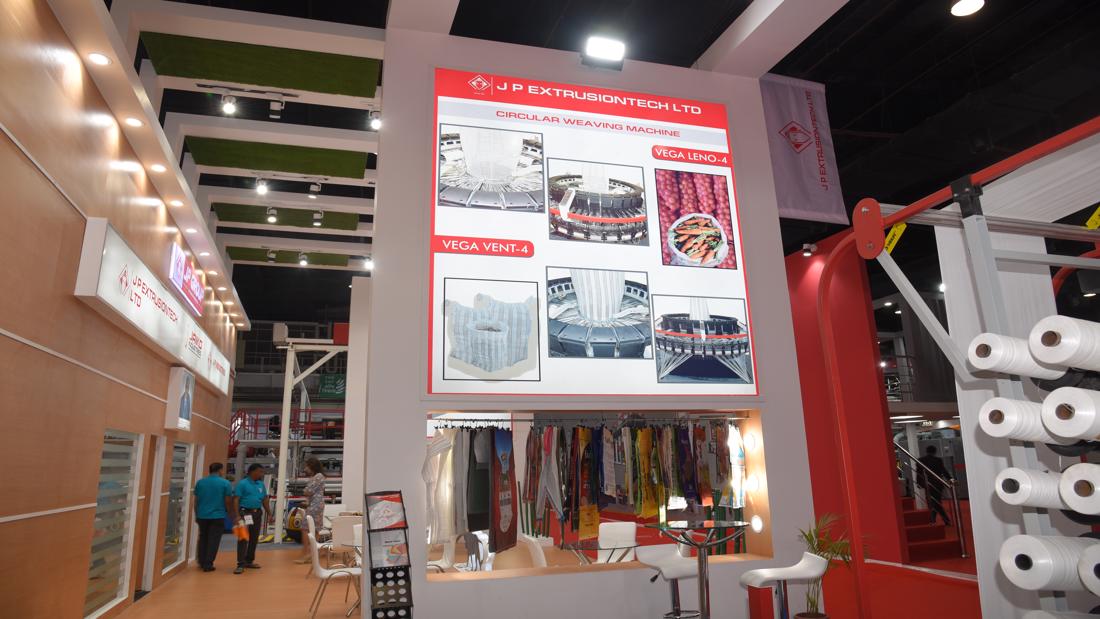 J P EXTRUSIONTECH LTD
CIRCULAR WEAVING MACHINE
VEGA LENO-4
VEGA VENT-4
J P EXTRUSIONTECH LTD
J P EXTRUSIONTECH
LTD